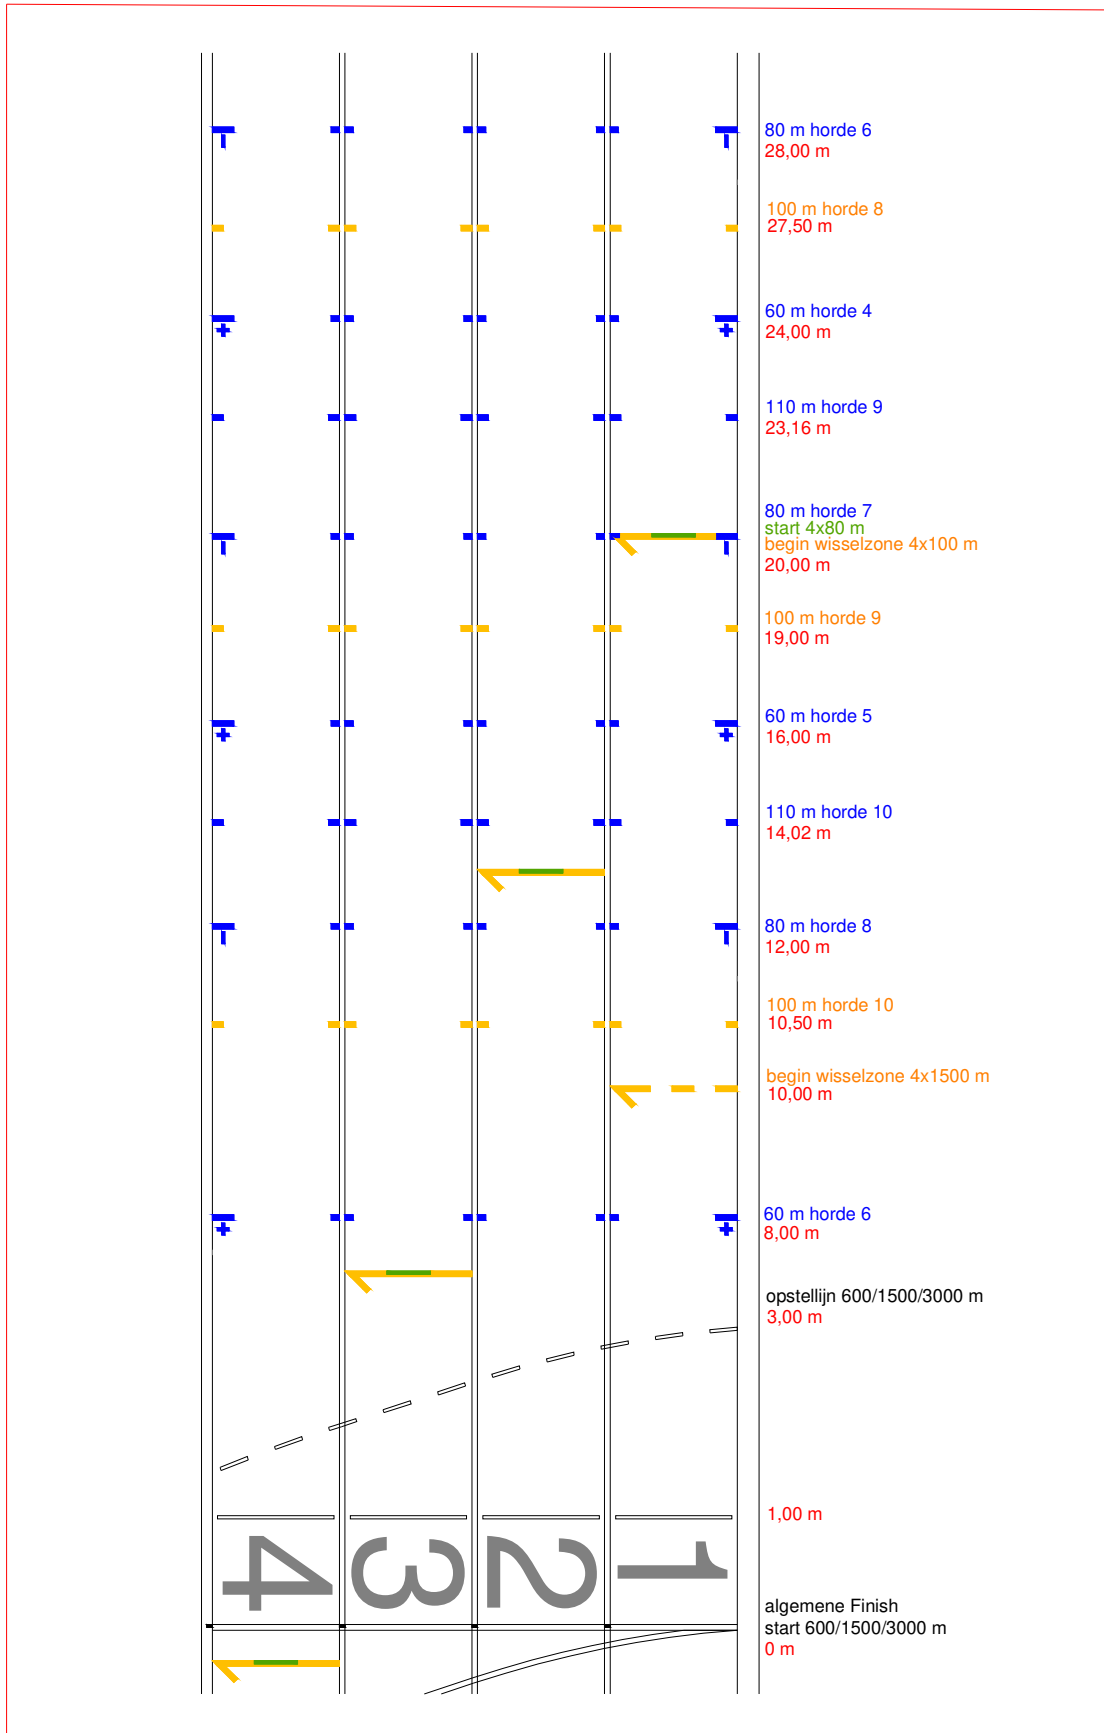 80 m horde 6
28,00 m
100 m horde 8
27,50 m
60 m horde 4
24,00 m
110 m horde 9
23,16 m
80 m horde 7
start 4x80 m
begin wisselzone 4x100 m
20,00 m
100 m horde 9
19,00 m
60 m horde 5
16,00 m
110 m horde 10
14,02 m
80 m horde 8
12,00 m
100 m horde 10
10,50 m
begin wisselzone 4x1500 m
10,00 m
60 m horde 6
8,00 m
opstellijn 600/1500/3000 m
3,00 m
1,00 m
4 3 2 1
algemene Finish
start 600/1500/3000 m
0 m